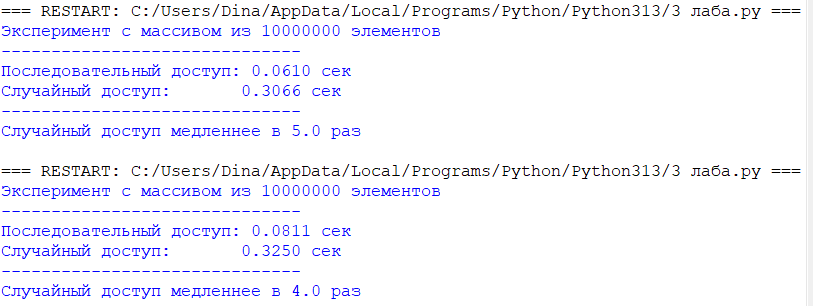 === RESTART: C:/Users/Dina/AppData/Local/Programs/Python/Python313/3 лаба.py ===
Эксперимент с массивом из 10000000 элементов
------------------------------
Последовательный доступ: 0.0610 сек
Случайный доступ:       0.3066 сек
------------------------------
Случайный доступ медленнее в 5.0 раз

=== RESTART: C:/Users/Dina/AppData/Local/Programs/Python/Python313/3 лаба.py ===
Эксперимент с массивом из 10000000 элементов
------------------------------
Последовательный доступ: 0.0811 сек
Случайный доступ:       0.3250 сек
------------------------------
Случайный доступ медленнее в 4.0 раз